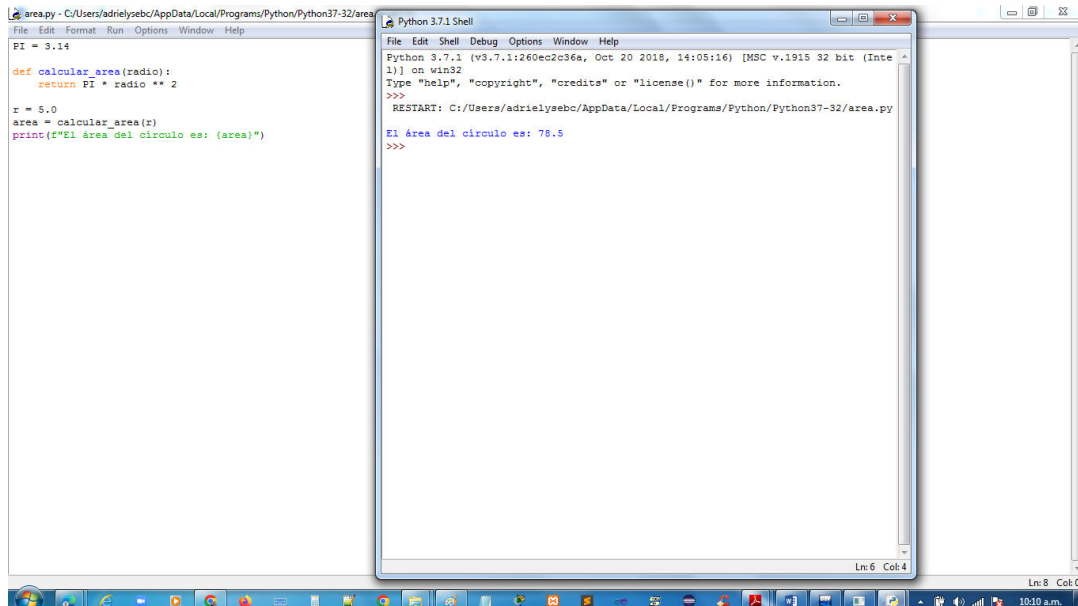 area.py - C:/Users/adrielysebc/AppData/Local/Programs/Python/Python37-32/area.
File Edit Format Run Options Window Help
PI = 3.14
def calcular_area(radio):
    return PI * radio ** 2
r = 5.0
area = calcular_area(r)
print(f"El área del círculo es: {area}")
Python 3.7.1 Shell
File Edit Shell Debug Options Window Help
Python 3.7.1 (v3.7.1:260ec2c36a, Oct 20 2018, 14:05:16) [MSC v.1915 32 bit (Inte
l)] on win32
Type "help", "copyright", "credits" or "license()" for more information.
>>>
RESTART: C:/Users/adrielysebc/AppData/Local/Programs/Python/Python37-32/area.py
El área del círculo es: 78.5
>>>
Ln: 6 Col: 4
Ln: 8 Col: 0
10:10 a.m.